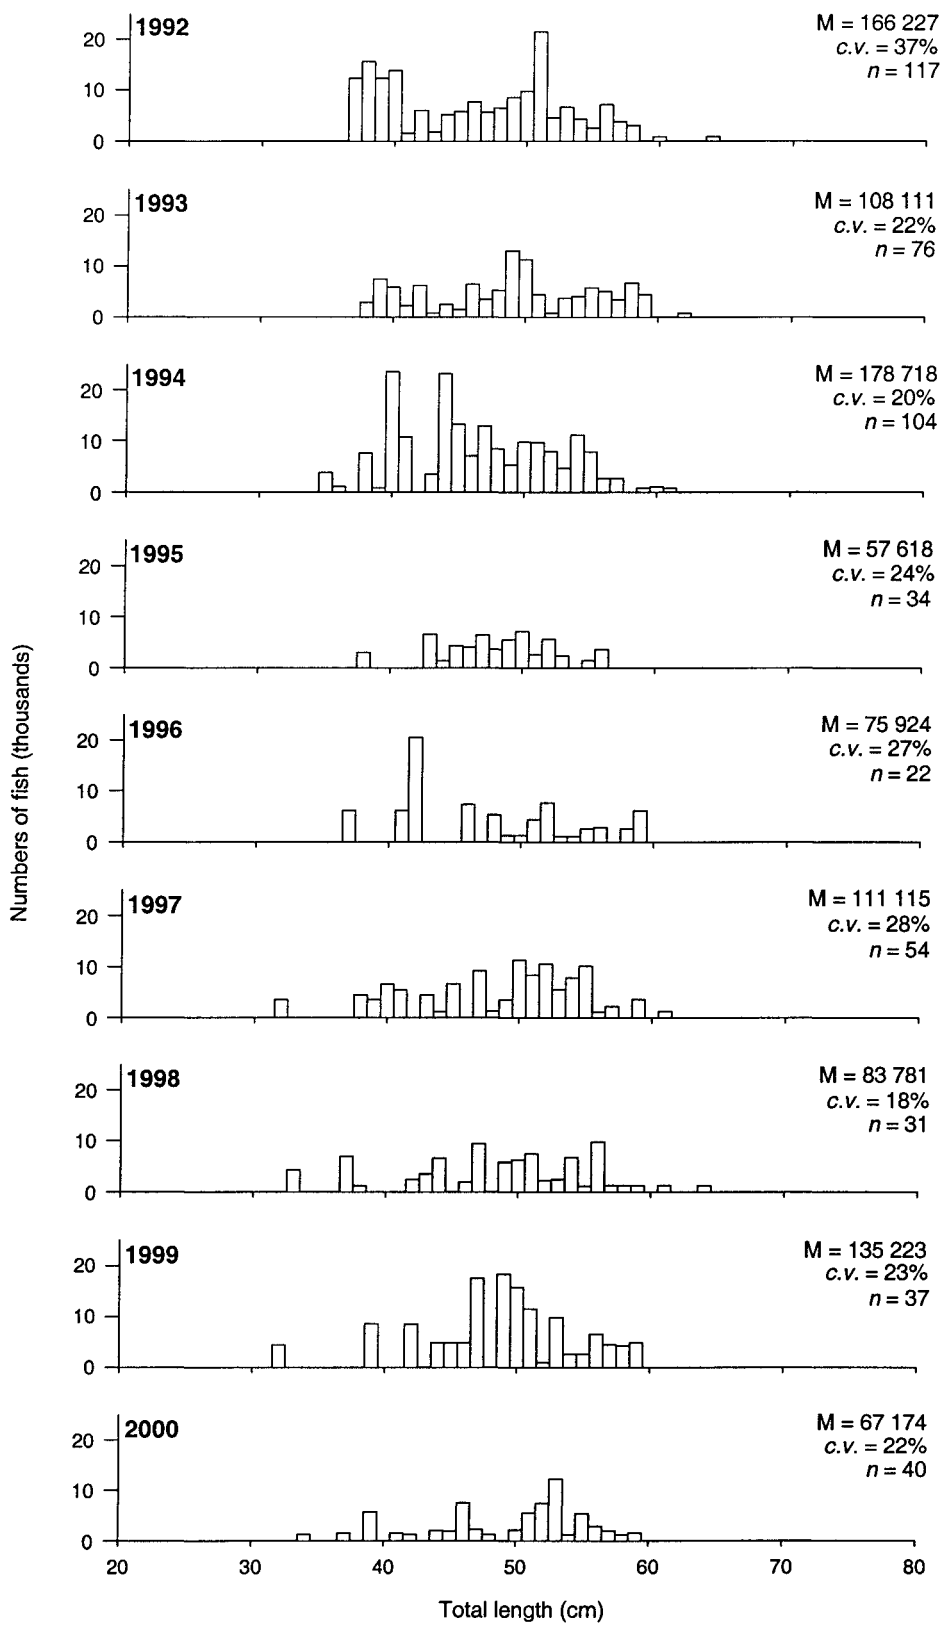 1992
M = 166 227
c.v. = 37%
n = 117
20
10
0
1993
M = 108 111
c.v. = 22%
n = 76
20
10
0
1994
M = 178 718
c.v. = 20%
n = 104
20
10
0
1995
M = 57 618
c.v. = 24%
n = 34
20
10
0
1996
M = 75 924
c.v. = 27%
n = 22
20
10
0
1997
M = 111 115
c.v. = 28%
n = 54
20
10
0
1998
M = 83 781
c.v. = 18%
n = 31
20
10
0
1999
M = 135 223
c.v. = 23%
n = 37
20
10
0
2000
M = 67 174
c.v. = 22%
n = 40
20
10
0
20 30 40 50 60 70 80
Total length (cm)
Numbers of fish (thousands)